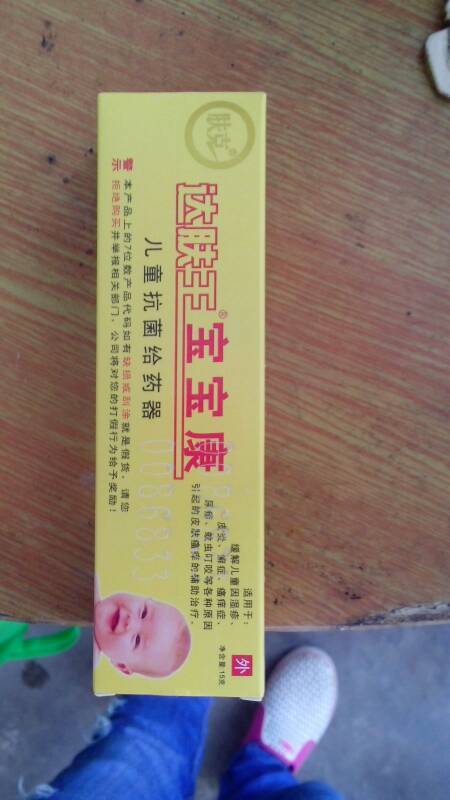 肤克®
达肤王® 宝宝康
儿童抗菌给药器
警示 本产品上的7位数产品代码如有缺损或刮涂就是假货，请您
拒绝购买并举报相关部门，公司将对您的打假行为给予奖励！
0086833
适用于：
缓解儿童因湿疹、
皮炎、癣症、瘙痒症、
蚊虫叮咬等各种原因
引起的皮肤瘙痒的辅助治疗。
外
净含量：15克